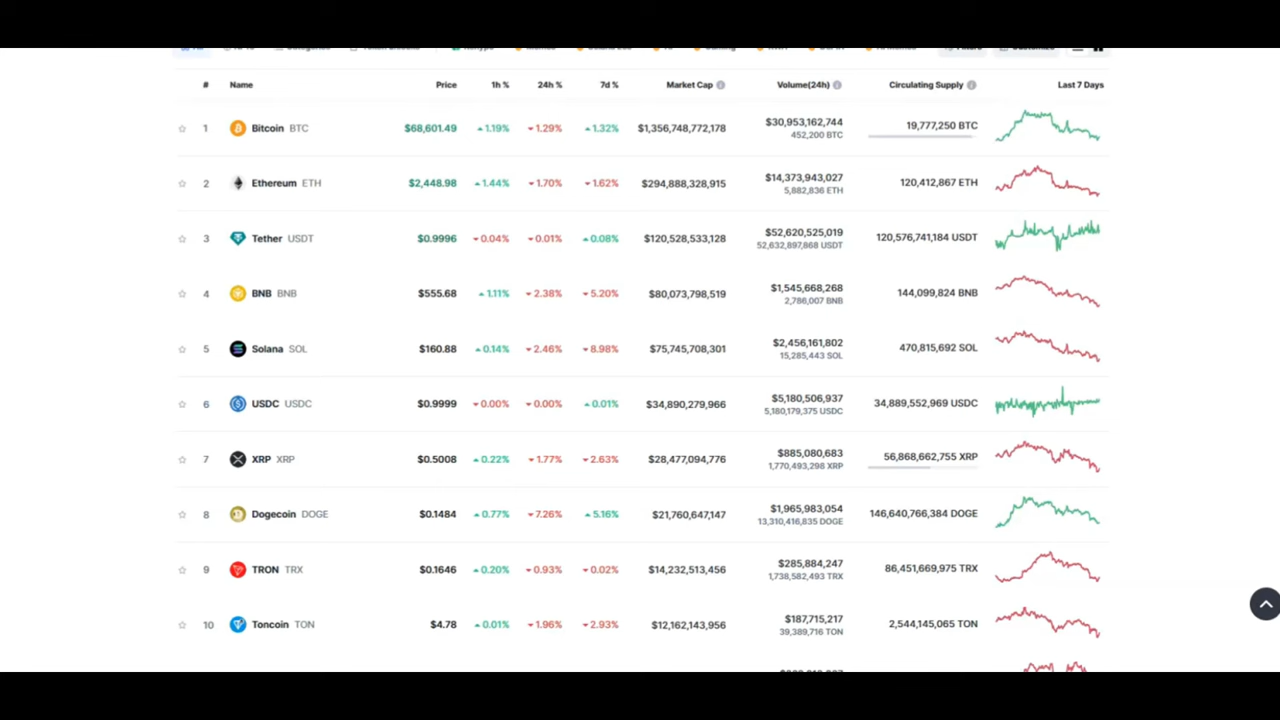 # Name Price 1h % 24h % 7d % Market Cap Volume(24h) Circulating Supply Last 7 Days
1 Bitcoin BTC $68,601.49 1.19% 1.29% 1.32% $1,356,748,772,178 $30,953,162,744 19,777,250 BTC
452,200 BTC
2 Ethereum ETH $2,448.98 1.44% 1.70% 1.62% $294,888,328,915 $14,373,943,027 120,412,867 ETH
5,882,836 ETH
3 Tether USDT $0.9996 0.04% 0.01% 0.08% $120,528,533,128 $52,620,525,019 120,576,741,184 USDT
52,632,897,868 USDT
4 BNB BNB $555.68 1.11% 2.38% 5.20% $80,073,798,519 $1,545,668,268 144,099,824 BNB
2,786,007 BNB
5 Solana SOL $160.88 0.14% 2.46% 8.98% $75,745,708,301 $2,456,161,802 470,815,692 SOL
15,285,443 SOL
6 USDC USDC $0.9999 0.00% 0.00% 0.01% $34,890,279,966 $5,180,506,937 34,889,552,969 USDC
5,180,179,375 USDC
7 XRP XRP $0.5008 0.22% 1.77% 2.63% $28,477,094,776 $885,080,683 56,868,662,755 XRP
1,770,493,298 XRP
8 Dogecoin DOGE $0.1484 0.77% 7.26% 5.16% $21,760,647,147 $1,965,983,054 146,640,766,384 DOGE
13,310,416,835 DOGE
9 TRON TRX $0.1646 0.20% 0.93% 0.02% $14,232,513,456 $285,884,247 86,451,669,975 TRX
1,738,582,493 TRX
10 Toncoin TON $4.78 0.01% 1.96% 2.93% $12,162,143,956 $187,715,217 2,544,145,065 TON
39,389,716 TON